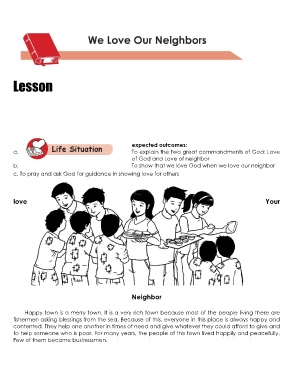 We Love Our Neighbors
Lesson
Life Situation
expected outcomes:
a. To explain the two great commandments of God: Love
of God and Love of neighbor
b. To show that we love God when we love our neighbor
c. To pray and ask God for guidance in showing love for others
love Your
Neighbor
Happy town is a merry town. It is a very rich town because most of the people living there are
fishermen asking blessings from the sea. Because of this, everyone in this place is always happy and
contented. They help one another in times of need and give whatever they could afford to give and
to help someone who is poor. For many years, the people of this town lived happily and peacefully.
Few of them became businessmen.